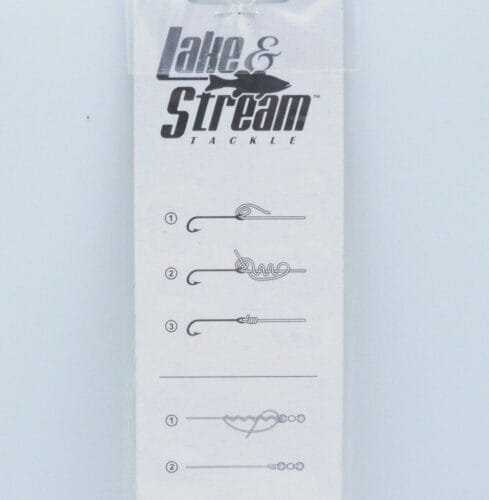 Lake &
Stream™
TACKLE
①
②
③
①
②